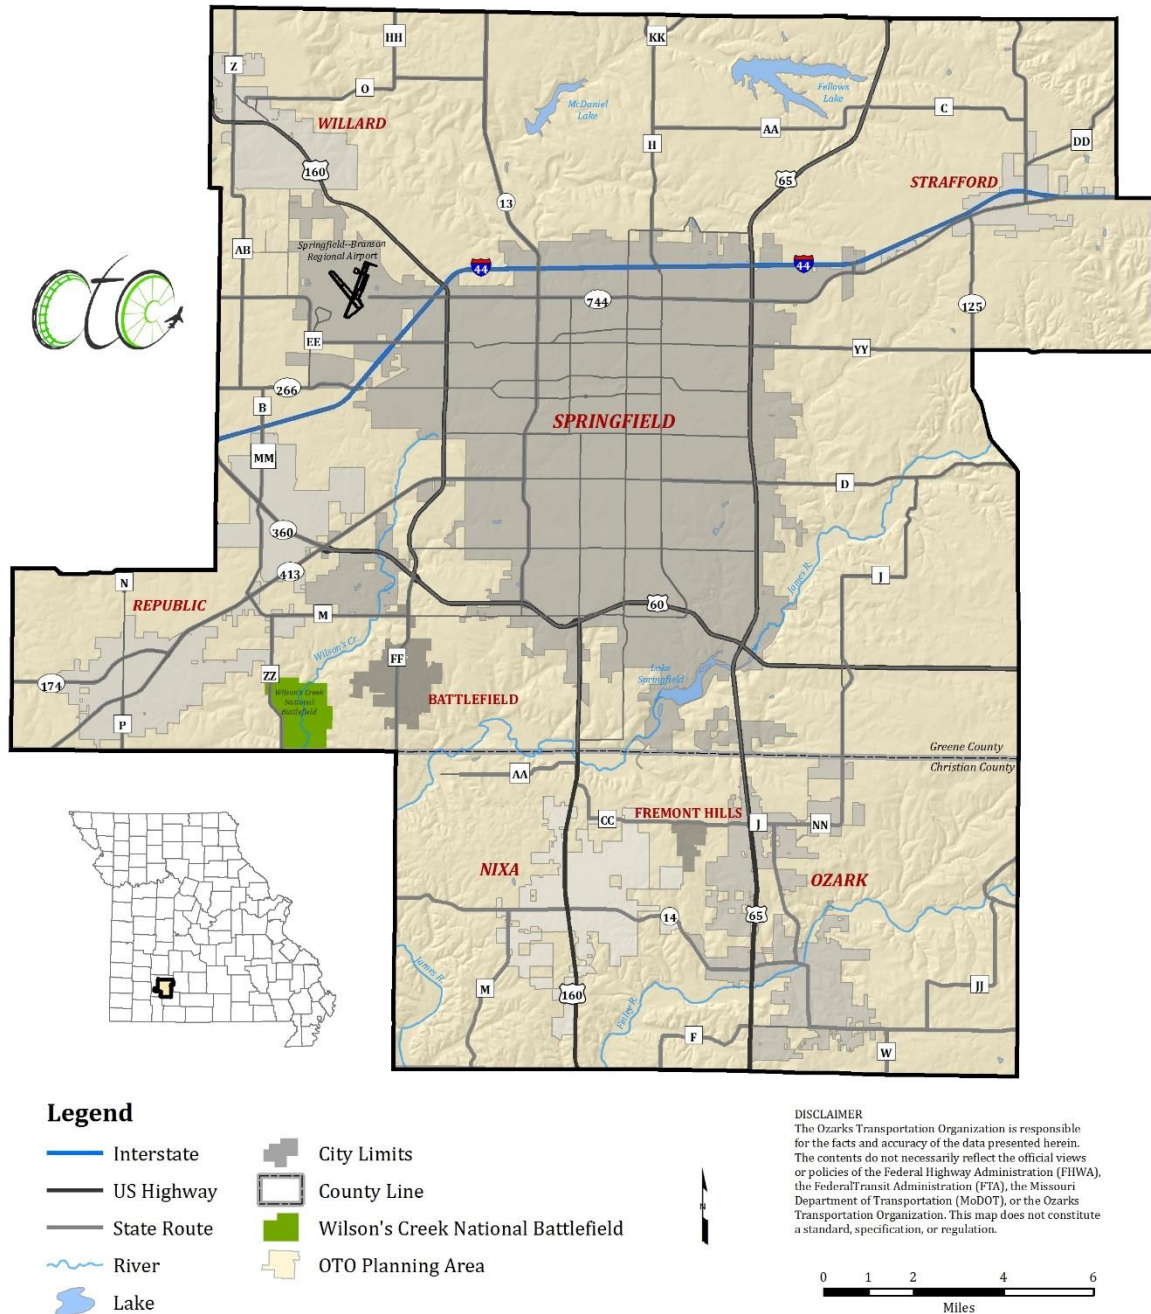 HH
KK
Z
O
McDaniel
Lake
Fellows
Lake
C
WILLARD
AA
H
DD
160
65
STRAFFORD
13
AB
Springfield--Branson
Regional Airport
44
44
744
125
EE
YY
266
B
SPRINGFIELD
MM
D
360
413
N
J
James R.
REPUBLIC
M
60
Wilson's Cr.
FF
ZZ
Lake
Springfield
174
Wilson's Creek
National
Battlefield
BATTLEFIELD
P
Greene County
Christian County
AA
CC
FREMONT HILLS
J
NN
NIXA
OZARK
14
65
James R.
M
160
Finley R.
JJ
F
W
Legend
Interstate
US Highway
State Route
River
Lake
City Limits
County Line
Wilson's Creek National Battlefield
OTO Planning Area
N
DISCLAIMER
The Ozarks Transportation Organization is responsible
for the facts and accuracy of the data presented herein.
The contents do not necessarily reflect the official views
or policies of the Federal Highway Administration (FHWA),
the FederalTransit Administration (FTA), the Missouri
Department of Transportation (MoDOT), or the Ozarks
Transportation Organization. This map does not constitute
a standard, specification, or regulation.
0 1 2 4 6
Miles